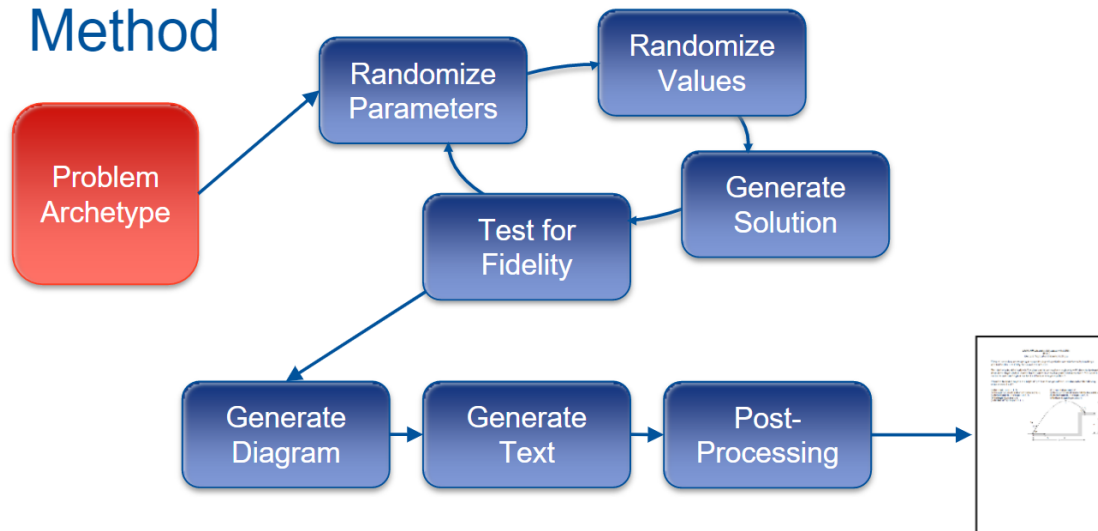 Method
Randomize
Parameters
Randomize
Values
Problem
Archetype
Generate
Solution
Test for
Fidelity
Generate
Diagram
Generate
Text
Post-
Processing